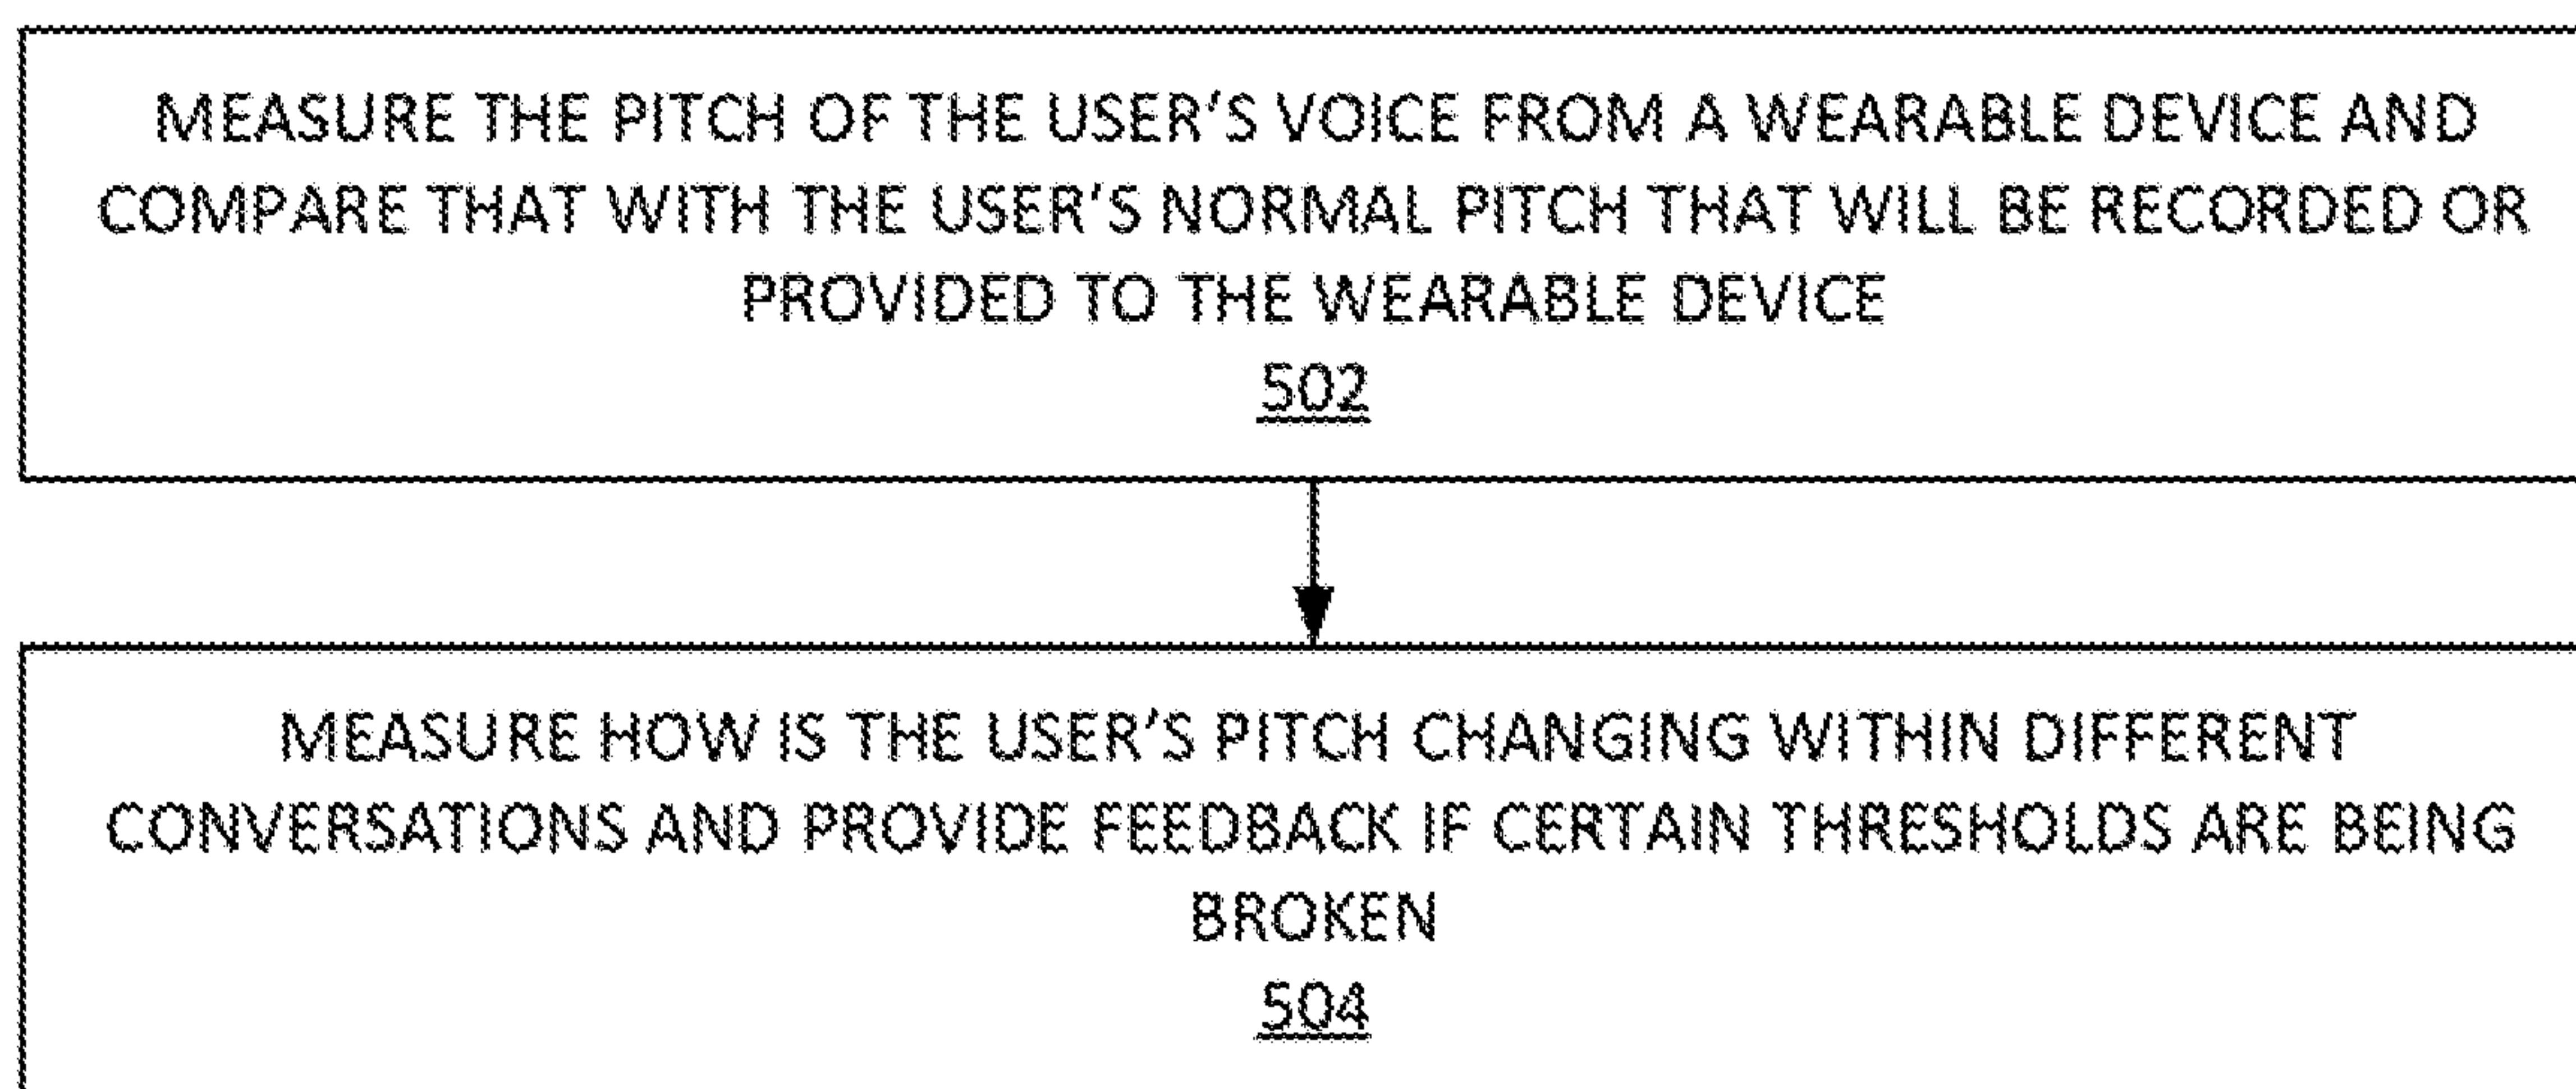 MEASURE THE PITCH OF THE USER'S VOICE FROM A WEARABLE DEVICE AND
COMPARE THAT WITH THE USER'S NORMAL PITCH THAT WILL BE RECORDED OR
PROVIDED TO THE WEARABLE DEVICE
502
MEASURE HOW IS THE USER'S PITCH CHANGING WITHIN DIFFERENT
CONVERSATIONS AND PROVIDE FEEDBACK IF CERTAIN THRESHOLDS ARE BEING
BROKEN
504